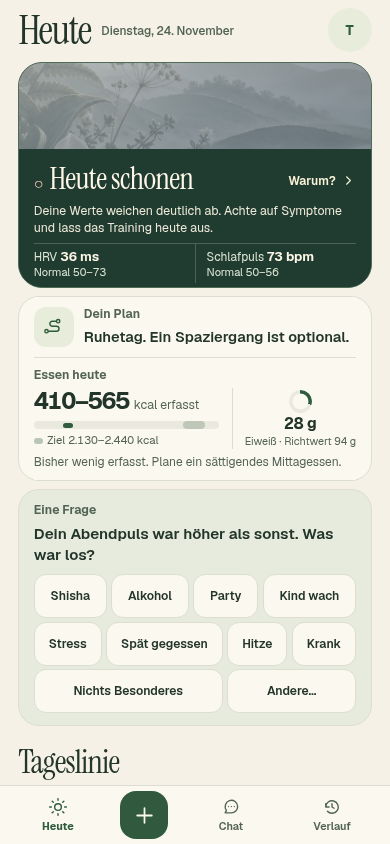 Heute Dienstag, 24. November T
Heute schonen Warum?
Deine Werte weichen deutlich ab. Achte auf Symptome
und lass das Training heute aus.
HRV 36 ms Schlafpuls 73 bpm
Normal 50–73 Normal 50–56
Dein Plan
Ruhetag. Ein Spaziergang ist optional.
Essen heute
410–565 kcal erfasst
28 g
Ziel 2.130–2.440 kcal Eiweiß · Richtwert 94 g
Bisher wenig erfasst. Plane ein sättigendes Mittagessen.
Eine Frage
Dein Abendpuls war höher als sonst. Was
war los?
Shisha Alkohol Party Kind wach
Stress Spät gegessen Hitze Krank
Nichts Besonderes Andere…
Tageslinie
Heute Chat Verlauf